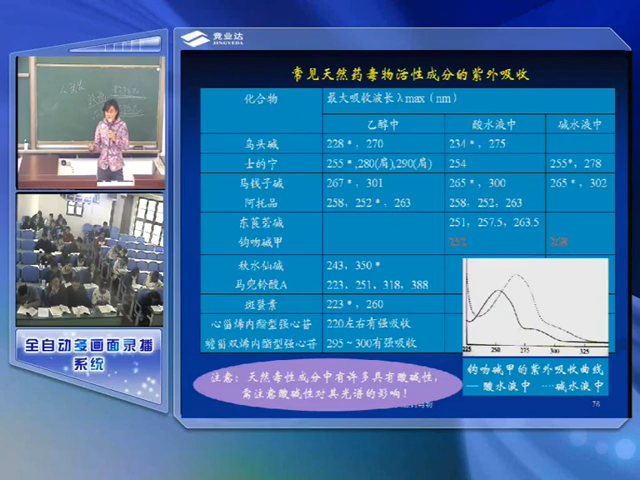 竞业达
JINGYEDA
常见天然药毒物活性成分的紫外吸收
化合物 最大吸收波长λmax（nm）
乙醇中 酸水液中 碱水液中
乌头碱 228*，270 234*，275
士的宁 255*,280(肩),290(肩) 254 255*，278
马钱子碱 267*，301 265*，300 265*，302
阿托品 258，252*，263 258，252，263
东莨菪碱 251，257.5，263.5
钩吻碱甲
秋水仙碱 243，350*
马兜铃酸A 223，251，318，388
斑蝥素 223*，260
心甾烯内酯型强心苷 220左右有强吸收
蟾甾双烯内酯型强心苷 295~300有强吸收
225 250 275 300 325
钩吻碱甲的紫外吸收曲线
— 酸水液中 ····碱水液中
注意：天然毒性成分中有许多具有酸碱性，
需注意酸碱性对其光谱的影响！
76
全自动多画面录播
系统